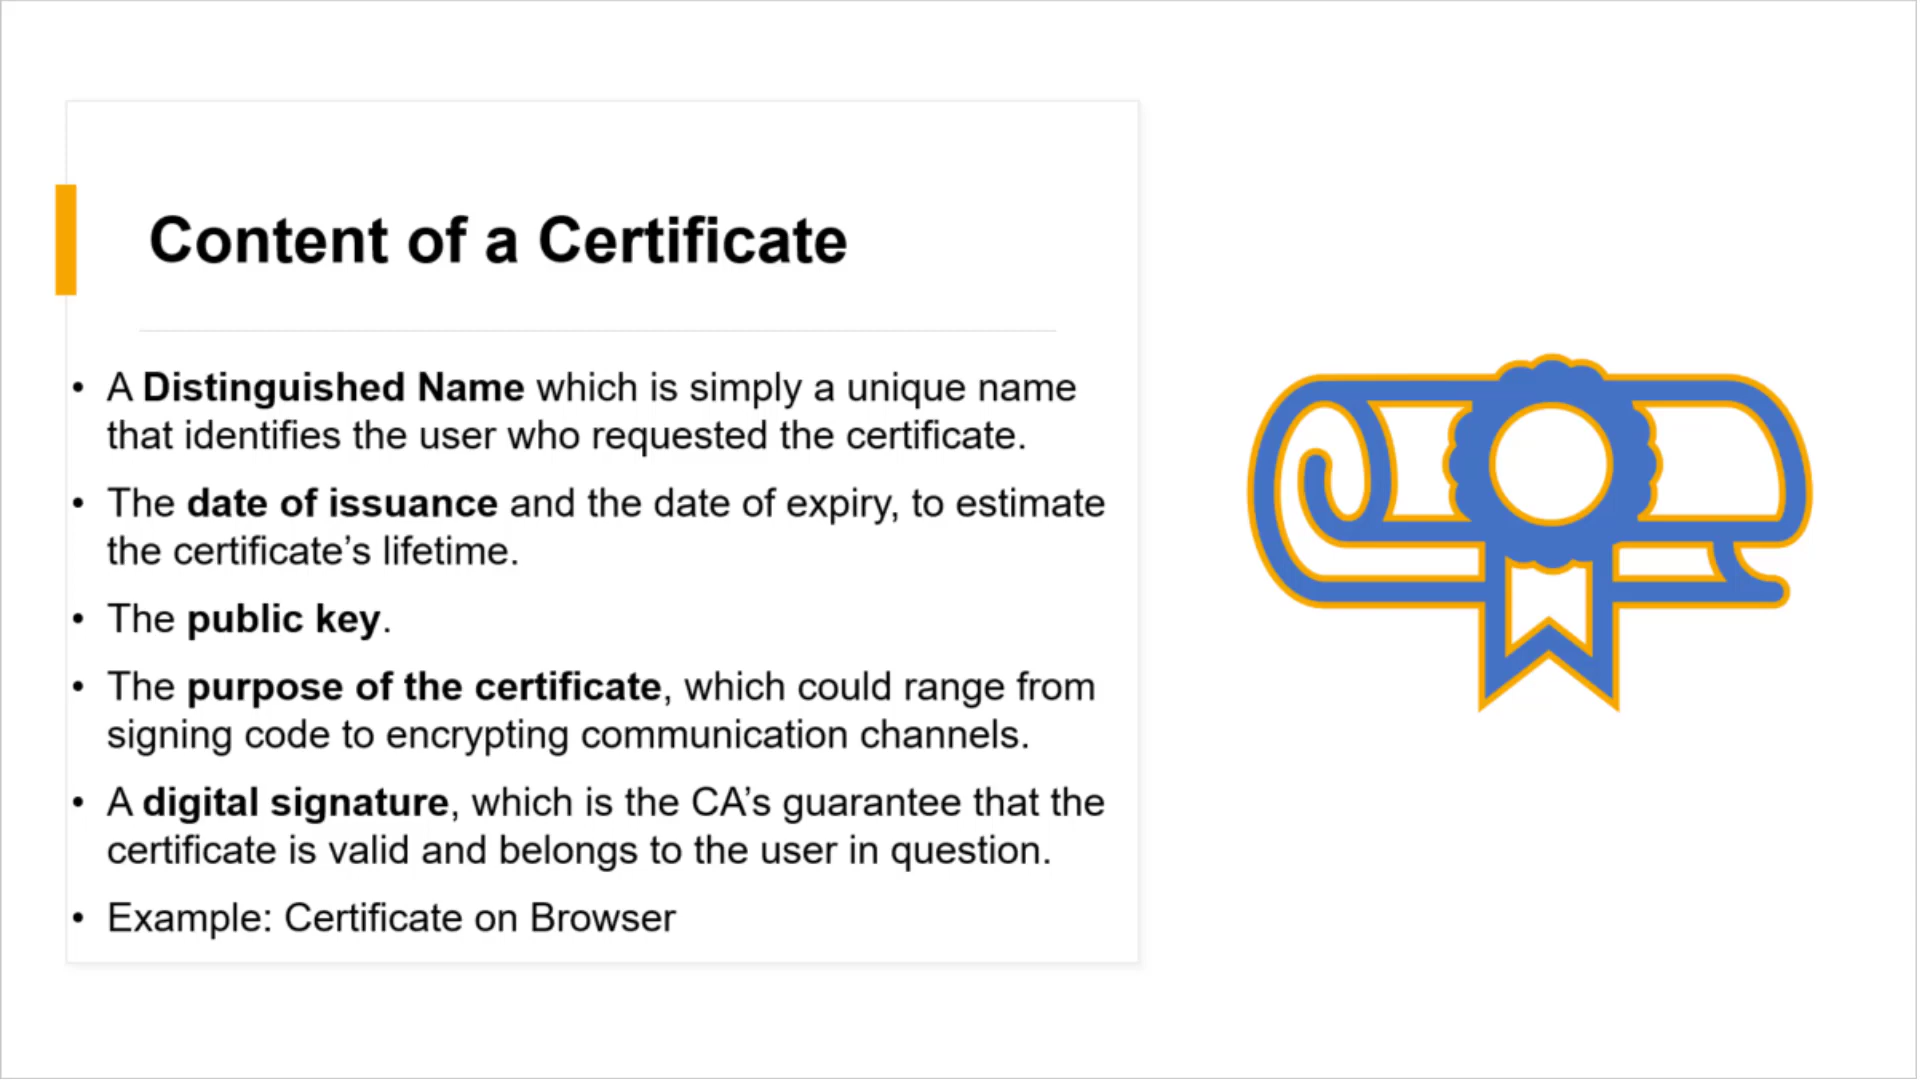 Content of a Certificate
• A Distinguished Name which is simply a unique name
that identifies the user who requested the certificate.
• The date of issuance and the date of expiry, to estimate
the certificate’s lifetime.
• The public key.
• The purpose of the certificate, which could range from
signing code to encrypting communication channels.
• A digital signature, which is the CA’s guarantee that the
certificate is valid and belongs to the user in question.
• Example: Certificate on Browser